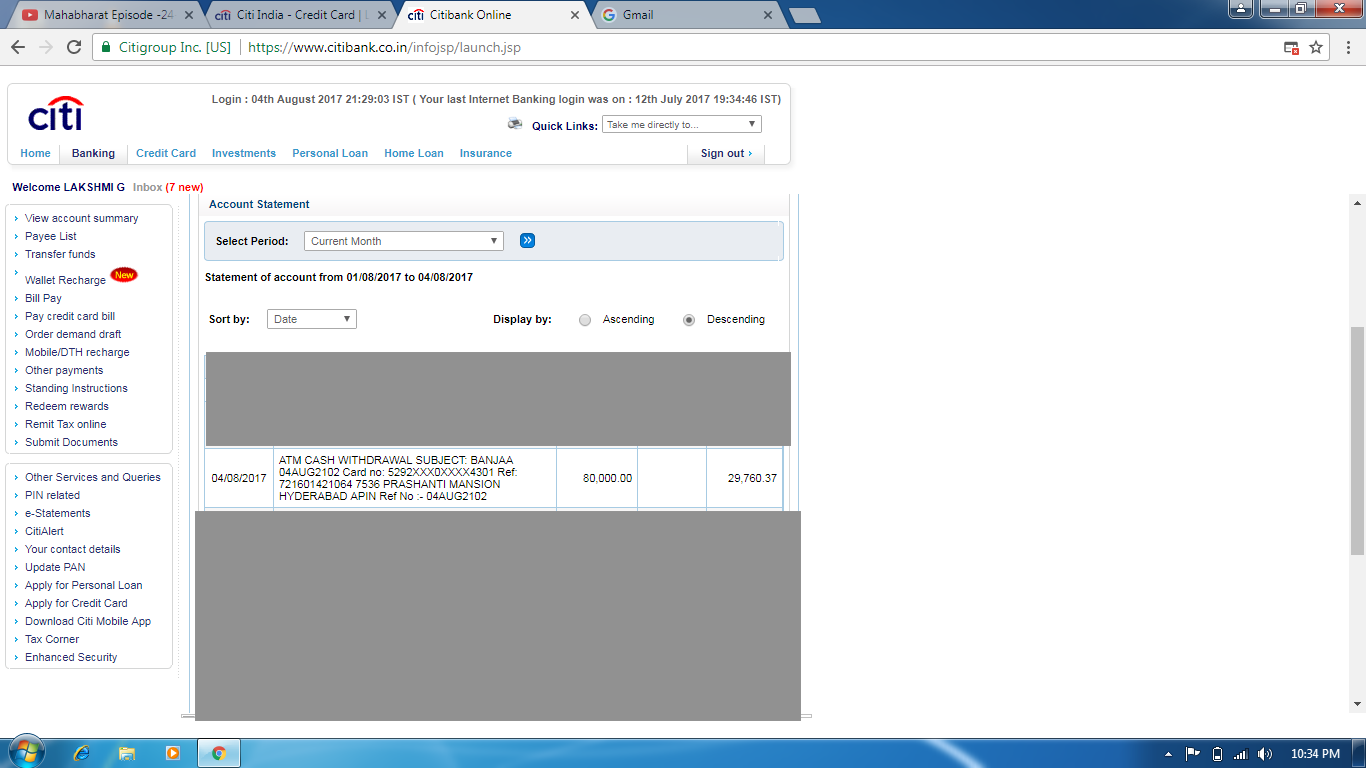 Mahabharat Episode -24
Citi India - Credit Card |
Citibank Online
Gmail
Citigroup Inc. [US]
https://www.citibank.co.in/infojsp/launch.jsp
citi
Login : 04th August 2017 21:29:03 IST ( Your last Internet Banking login was on : 12th July 2017 19:34:46 IST)
Quick Links: Take me directly to...
Home Banking Credit Card Investments Personal Loan Home Loan Insurance Sign out ›
Welcome LAKSHMI G Inbox (7 new)
View account summary
Payee List
Transfer funds
Wallet Recharge New
Bill Pay
Pay credit card bill
Order demand draft
Mobile/DTH recharge
Other payments
Standing Instructions
Redeem rewards
Remit Tax online
Submit Documents
Other Services and Queries
PIN related
e-Statements
CitiAlert
Your contact details
Update PAN
Apply for Personal Loan
Apply for Credit Card
Download Citi Mobile App
Tax Corner
Enhanced Security
Account Statement
Select Period: Current Month
Statement of account from 01/08/2017 to 04/08/2017
Sort by: Date Display by: Ascending Descending
04/08/2017
ATM CASH WITHDRAWAL SUBJECT: BANJAA
04AUG2102 Card no: 5292XXX0XXXX4301 Ref:
721601421064 7536 PRASHANTI MANSION
HYDERABAD APIN Ref No :- 04AUG2102
80,000.00
29,760.37
10:34 PM